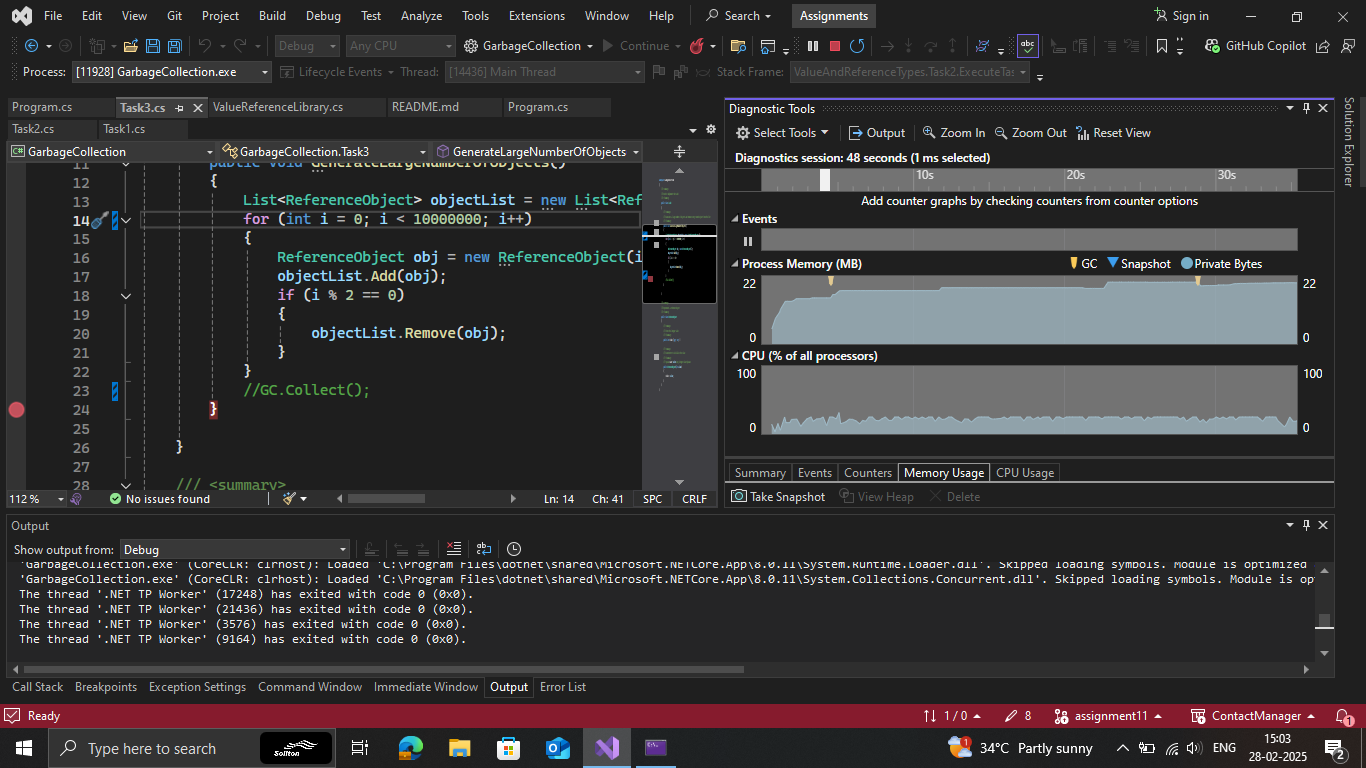 File Edit View Git Project Build Debug Test Analyze Tools Extensions Window Help Search Assignments Sign in
Debug Any CPU GarbageCollection Continue GitHub Copilot
Process: [11928] GarbageCollection.exe Lifecycle Events Thread: [14436] Main Thread Stack Frame: ValueAndReferenceTypes.Task2.ExecuteTas
Program.cs Task3.cs ValueReferenceLibrary.cs README.md Program.cs
Task2.cs Task1.cs
GarbageCollection GarbageCollection.Task3 GenerateLargeNumberOfObjects
11 public void GenerateLargeNumberOfObjects()
12 {
13 List<ReferenceObject> objectList = new List<Ref
14 for (int i = 0; i < 10000000; i++)
15 {
16 ReferenceObject obj = new ReferenceObject(i
17 objectList.Add(obj);
18 if (i % 2 == 0)
19 {
20 objectList.Remove(obj);
21 }
22 }
23 //GC.Collect();
24 }
25
26 }
27
28 /// <summary>
112 % No issues found Ln: 14 Ch: 41 SPC CRLF
Diagnostic Tools
Select Tools Output Zoom In Zoom Out Reset View
Diagnostics session: 48 seconds (1 ms selected)
10s 20s 30s
Add counter graphs by checking counters from counter options
Events
Process Memory (MB) GC Snapshot Private Bytes
22 22
0 0
CPU (% of all processors)
100 100
0 0
Summary Events Counters Memory Usage CPU Usage
Take Snapshot View Heap Delete
Solution Explorer
Output
Show output from: Debug
'GarbageCollection.exe' (CoreCLR: clrhost): Loaded 'C:\Program Files\dotnet\shared\Microsoft.NETCore.App\8.0.11\System.Runtime.Loader.dll'. Skipped loading symbols. Module is optimized
'GarbageCollection.exe' (CoreCLR: clrhost): Loaded 'C:\Program Files\dotnet\shared\Microsoft.NETCore.App\8.0.11\System.Collections.Concurrent.dll'. Skipped loading symbols. Module is op
The thread '.NET TP Worker' (17248) has exited with code 0 (0x0).
The thread '.NET TP Worker' (21436) has exited with code 0 (0x0).
The thread '.NET TP Worker' (3576) has exited with code 0 (0x0).
The thread '.NET TP Worker' (9164) has exited with code 0 (0x0).
Call Stack Breakpoints Exception Settings Command Window Immediate Window Output Error List
Ready 1 / 0 8 assignment11 ContactManager 1
Type here to search Soliton 1 34°C Partly sunny ENG 15:03
28-02-2025 2